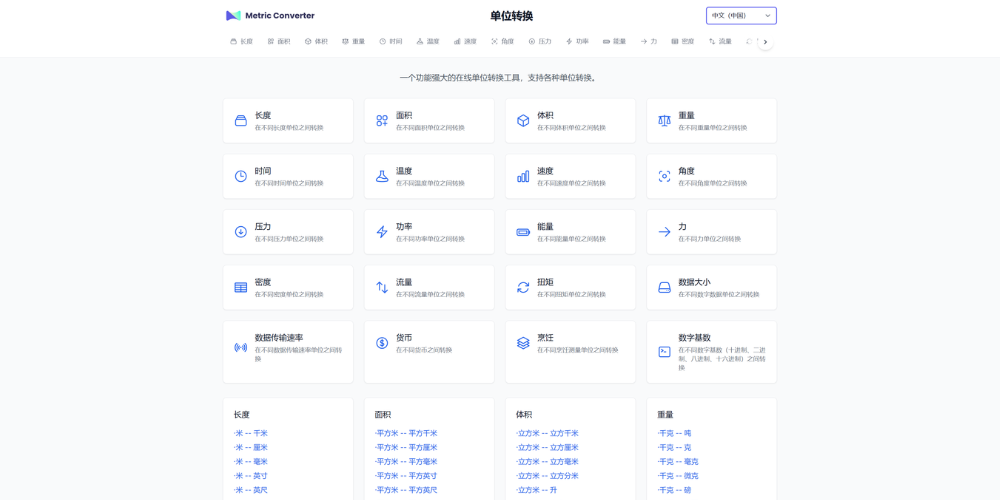 Metric Converter
单位转换
中文（中国）
长度 面积 体积 重量 时间 温度 速度 角度 压力 功率 能量 力 密度 流量
一个功能强大的在线单位转换工具，支持各种单位转换。
长度
在不同长度单位之间转换
面积
在不同面积单位之间转换
体积
在不同体积单位之间转换
重量
在不同重量单位之间转换
时间
在不同时间单位之间转换
温度
在不同温度单位之间转换
速度
在不同速度单位之间转换
角度
在不同角度单位之间转换
压力
在不同压力单位之间转换
功率
在不同功率单位之间转换
能量
在不同能量单位之间转换
力
在不同力单位之间转换
密度
在不同密度单位之间转换
流量
在不同流量单位之间转换
扭矩
在不同扭矩单位之间转换
数据大小
在不同数字数据单位之间转换
数据传输速率
在不同数据传输速率单位之间转
换
货币
在不同货币之间转换
烹饪
在不同烹饪测量单位之间转换
数字基数
在不同数字基数（十进制、二进
制、八进制、十六进制）之间转
换
长度
·米 -- 千米
·米 -- 厘米
·米 -- 毫米
·米 -- 英寸
·米 -- 英尺
面积
·平方米 -- 平方千米
·平方米 -- 平方厘米
·平方米 -- 平方毫米
·平方米 -- 平方英寸
·平方米 -- 平方英尺
体积
·立方米 -- 立方千米
·立方米 -- 立方厘米
·立方米 -- 立方毫米
·立方米 -- 立方分米
·立方米 -- 升
重量
·千克 -- 吨
·千克 -- 克
·千克 -- 毫克
·千克 -- 微克
·千克 -- 磅